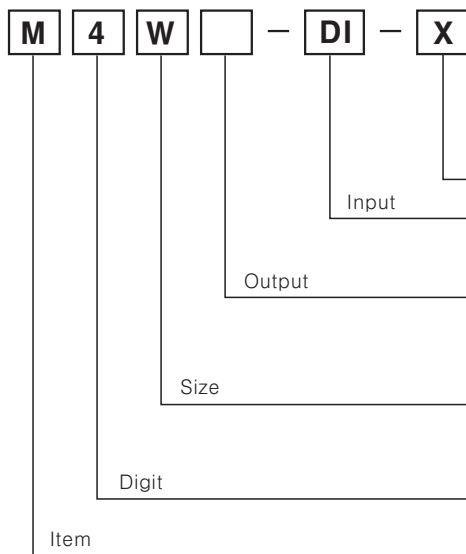 M 4 W - DI - X
Input
Output
Size
Digit
Item